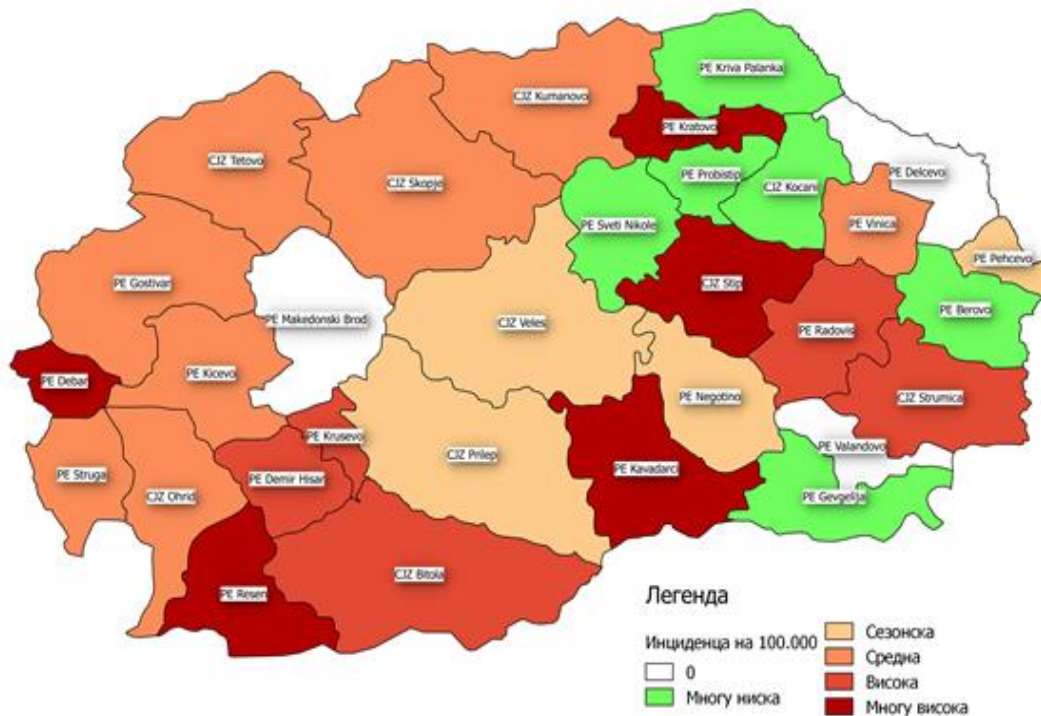 PE Kriva Palanka
CJZ Kumanovo
PE Kratovo
CJZ Tetovo
CJZ Skopje
PE Probistip
CJZ Kocani
PE Delcevo
PE Sveti Nikole
PE Vinica
PE Pehcevo
PE Gostivar
CJZ Stip
PE Berovo
PE Makedonski Brod
CJZ Veles
PE Radovis
PE Debar
PE Kicevo
PE Negotino
CJZ Strumica
PE Krusevo
PE Valandovo
CJZ Prilep
PE Kavadarci
PE Struga
PE Demir Hisar
CJZ Ohrid
PE Gevgelija
CJZ Bitola
PE Resen
Легенда
Инциденца на 100.000
0
Многу ниска
Сезонска
Средна
Висока
Многу висока